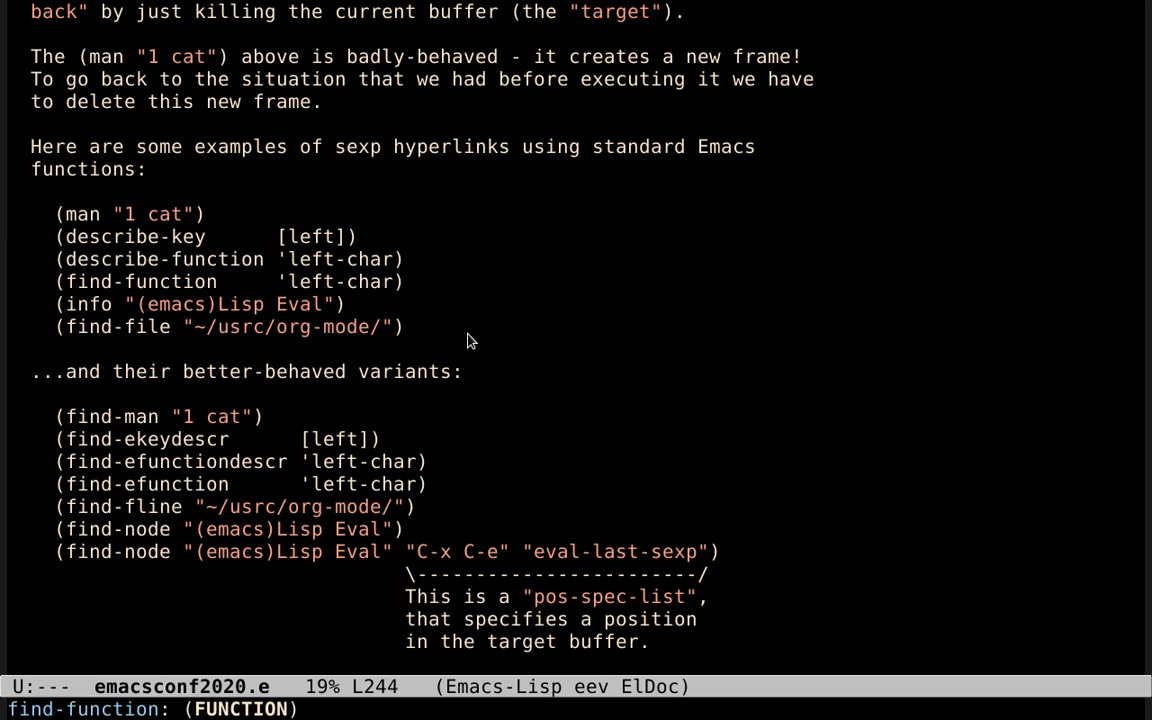 back" by just killing the current buffer (the "target").
The (man "1 cat") above is badly-behaved - it creates a new frame!
To go back to the situation that we had before executing it we have
to delete this new frame.
Here are some examples of sexp hyperlinks using standard Emacs
functions:
(man "1 cat")
(describe-key      [left])
(describe-function 'left-char)
(find-function     'left-char)
(info "(emacs)Lisp Eval")
(find-file "~/usrc/org-mode/")
...and their better-behaved variants:
(find-man "1 cat")
(find-ekeydescr      [left])
(find-efunctiondescr 'left-char)
(find-efunction      'left-char)
(find-fline "~/usrc/org-mode/")
(find-node "(emacs)Lisp Eval")
(find-node "(emacs)Lisp Eval" "C-x C-e" "eval-last-sexp")
\------------------------/
This is a "pos-spec-list",
that specifies a position
in the target buffer.
U:---  emacsconf2020.e   19% L244   (Emacs-Lisp eev ElDoc)
find-function: (FUNCTION)